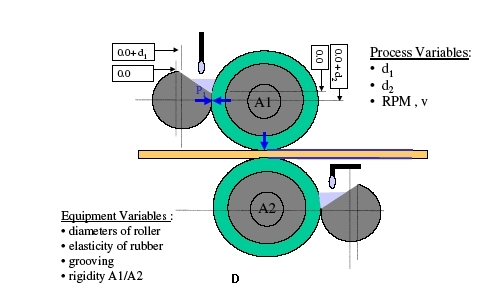 0.0+d1
0.0
P1
A1
0.0
0.0+d2
Process Variables:
• d1
• d2
• RPM , v
A2
Equipment Variables :
• diameters of roller
• elasticity of rubber
• grooving
• rigidity A1/A2
D